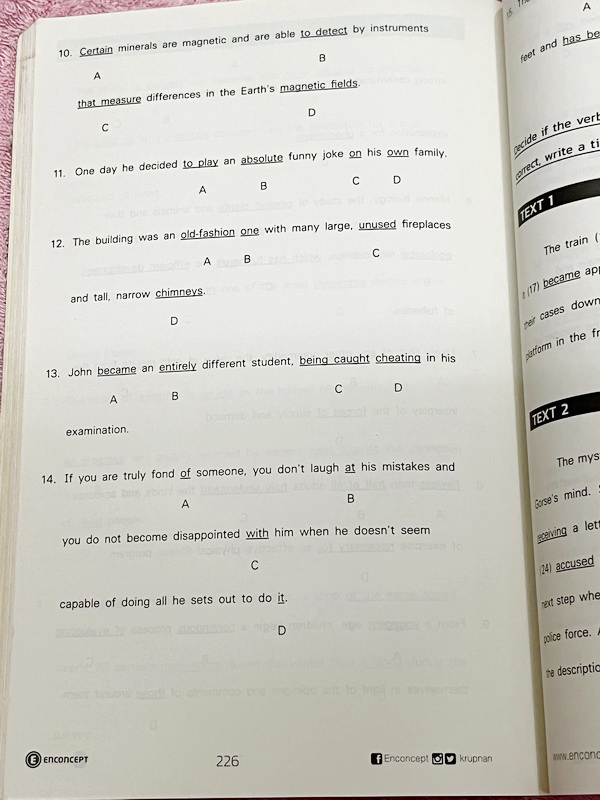 10. Certain minerals are magnetic and are able to detect by instruments
A B
that measure differences in the Earth's magnetic fields.
C D
11. One day he decided to play an absolute funny joke on his own family.
A B C D
12. The building was an old-fashion one with many large, unused fireplaces
A B C
and tall, narrow chimneys.
D
13. John became an entirely different student, being caught cheating in his
A B C D
examination.
14. If you are truly fond of someone, you don't laugh at his mistakes and
A B
you do not become disappointed with him when he doesn't seem
C
capable of doing all he sets out to do it.
D
E ENCONCEPT
226
Enconcept krupnan
A
feet and has be
Decide if the verb
correct, write a ti
TEXT 1
The train (
(17) became app
their cases down
platform in the fr
TEXT 2
The mys
Gorse's mind.
receiving a lett
(24) accused
next step whe
police force.
the descriptio
www.enconc